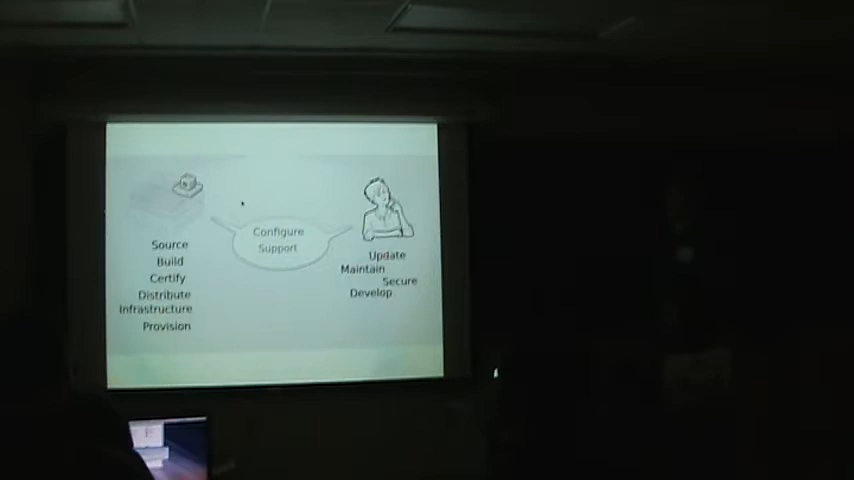 Source
Build
Certify
Distribute
Infrastructure
Provision
Configure
Support
Update
Maintain
Secure
Develop